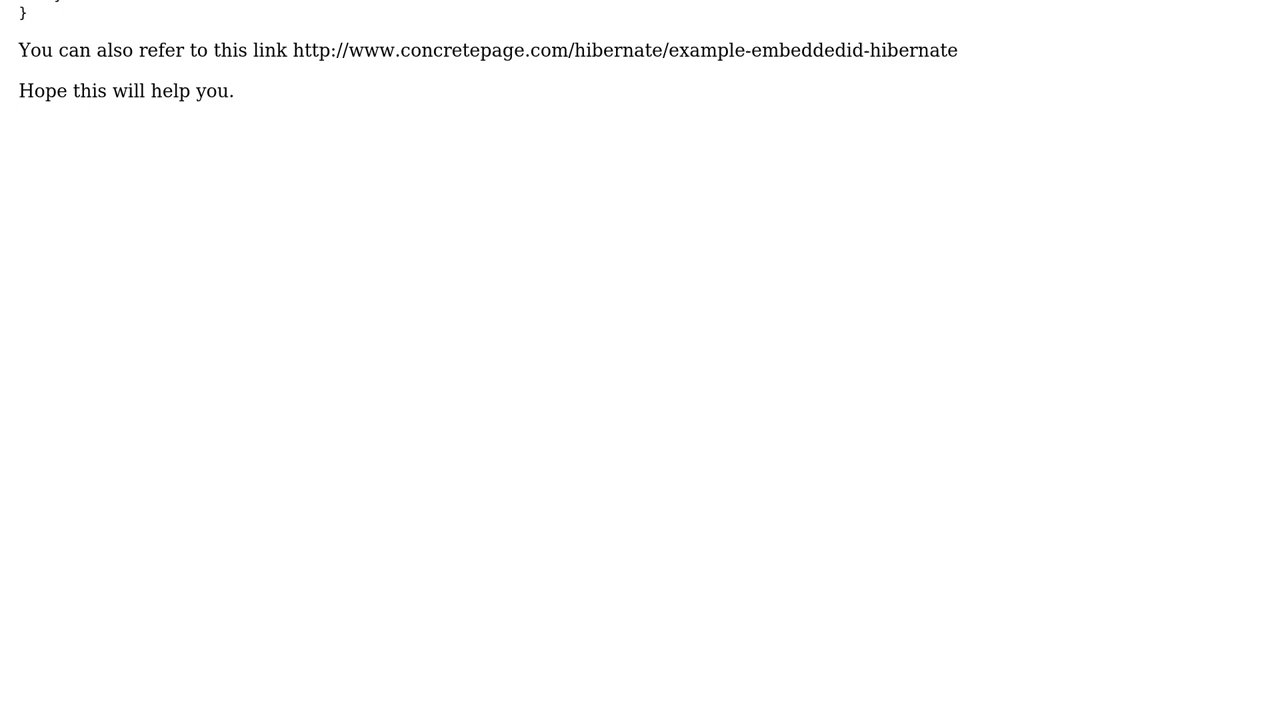 }
You can also refer to this link http://www.concretepage.com/hibernate/example-embeddedid-hibernate
Hope this will help you.